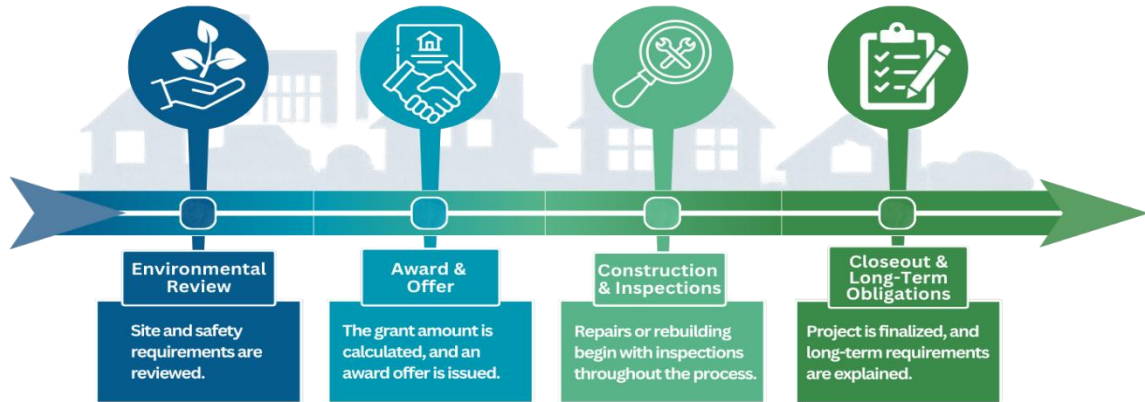 Environmental
Review
Site and safety
requirements are
reviewed.
Award &
Offer
The grant amount is
calculated, and an
award offer is issued.
Construction
& Inspections
Repairs or rebuilding
begin with inspections
throughout the process.
Closeout &
Long-Term
Obligations
Project is finalized, and
long-term requirements
are explained.